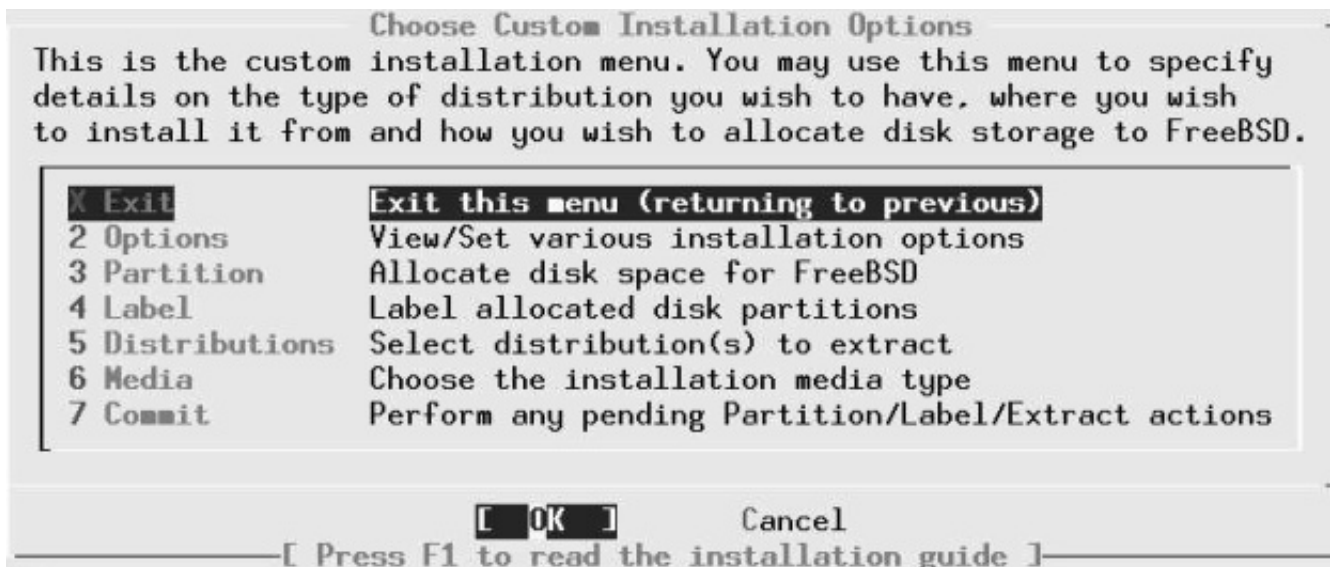 Choose Custom Installation Options
This is the custom installation menu. You may use this menu to specify
details on the type of distribution you wish to have, where you wish
to install it from and how you wish to allocate disk storage to FreeBSD.
X Exit Exit this menu (returning to previous)
2 Options View/Set various installation options
3 Partition Allocate disk space for FreeBSD
4 Label Label allocated disk partitions
5 Distributions Select distribution(s) to extract
6 Media Choose the installation media type
7 Commit Perform any pending Partition/Label/Extract actions
[ OK ] Cancel
[ Press F1 to read the installation guide ]